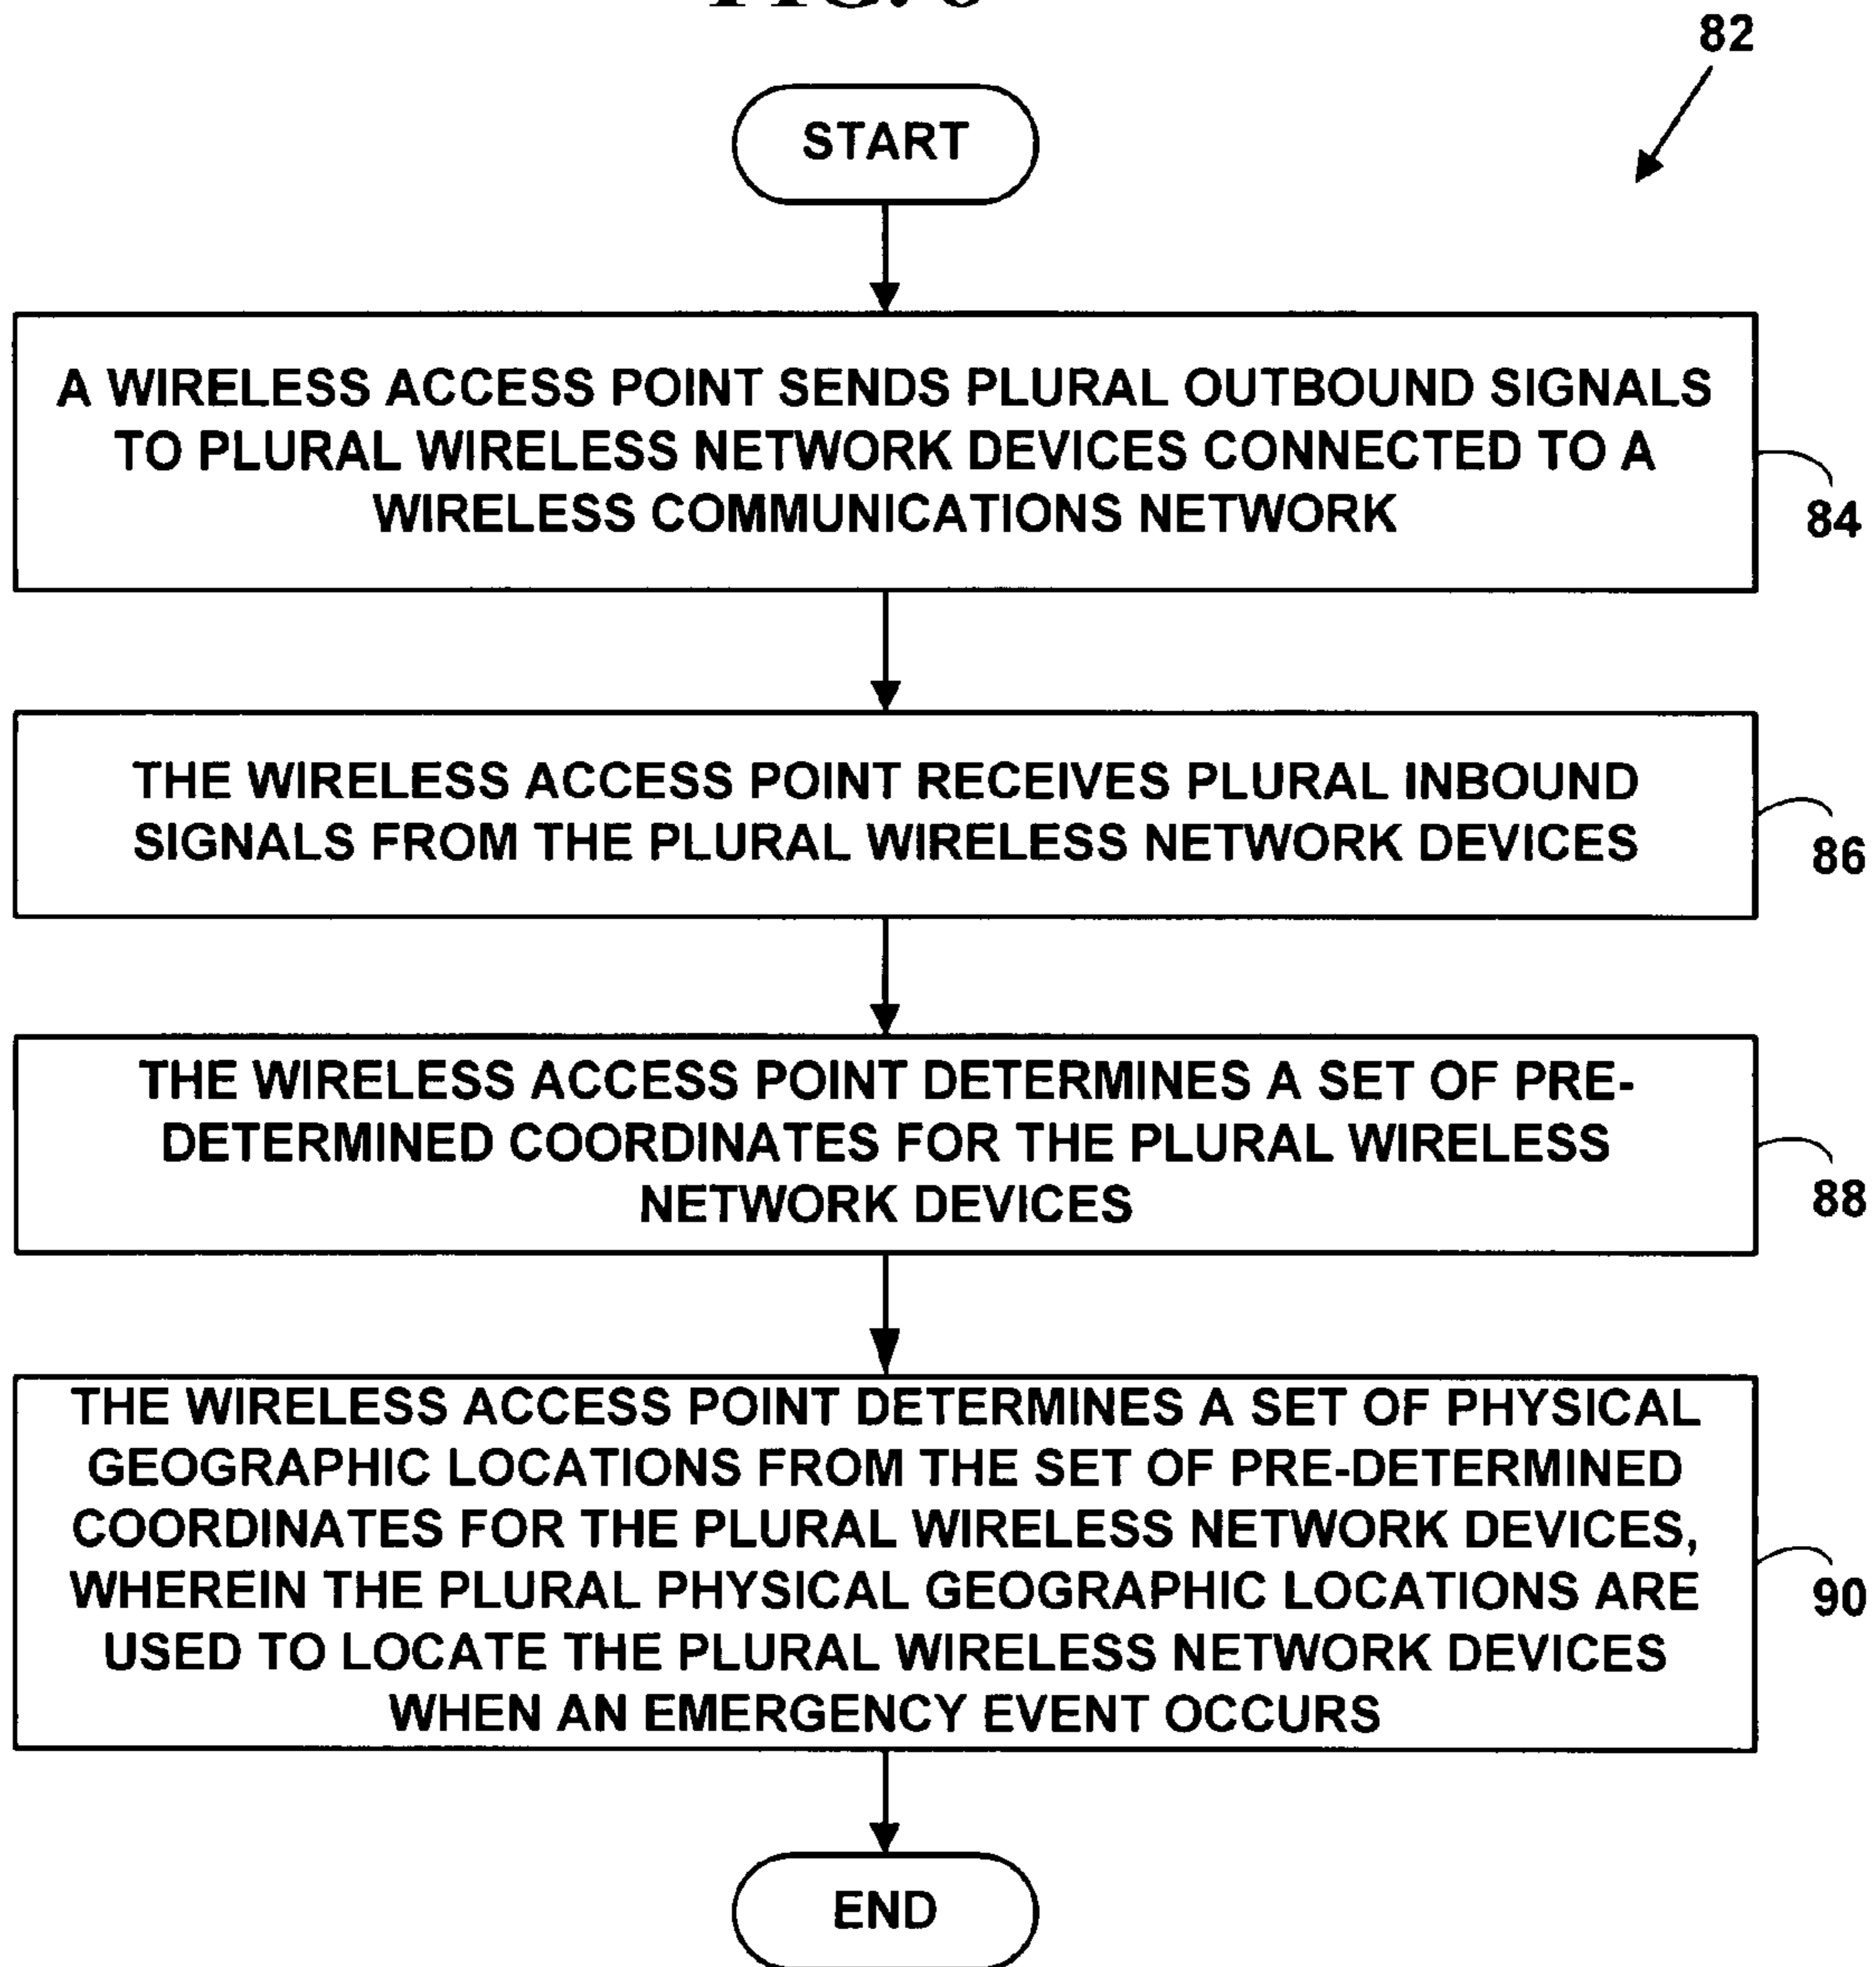 82
START
A WIRELESS ACCESS POINT SENDS PLURAL OUTBOUND SIGNALS
TO PLURAL WIRELESS NETWORK DEVICES CONNECTED TO A
WIRELESS COMMUNICATIONS NETWORK
84
THE WIRELESS ACCESS POINT RECEIVES PLURAL INBOUND
SIGNALS FROM THE PLURAL WIRELESS NETWORK DEVICES
86
THE WIRELESS ACCESS POINT DETERMINES A SET OF PRE-
DETERMINED COORDINATES FOR THE PLURAL WIRELESS
NETWORK DEVICES
88
THE WIRELESS ACCESS POINT DETERMINES A SET OF PHYSICAL
GEOGRAPHIC LOCATIONS FROM THE SET OF PRE-DETERMINED
COORDINATES FOR THE PLURAL WIRELESS NETWORK DEVICES,
WHEREIN THE PLURAL PHYSICAL GEOGRAPHIC LOCATIONS ARE
USED TO LOCATE THE PLURAL WIRELESS NETWORK DEVICES
WHEN AN EMERGENCY EVENT OCCURS
90
END